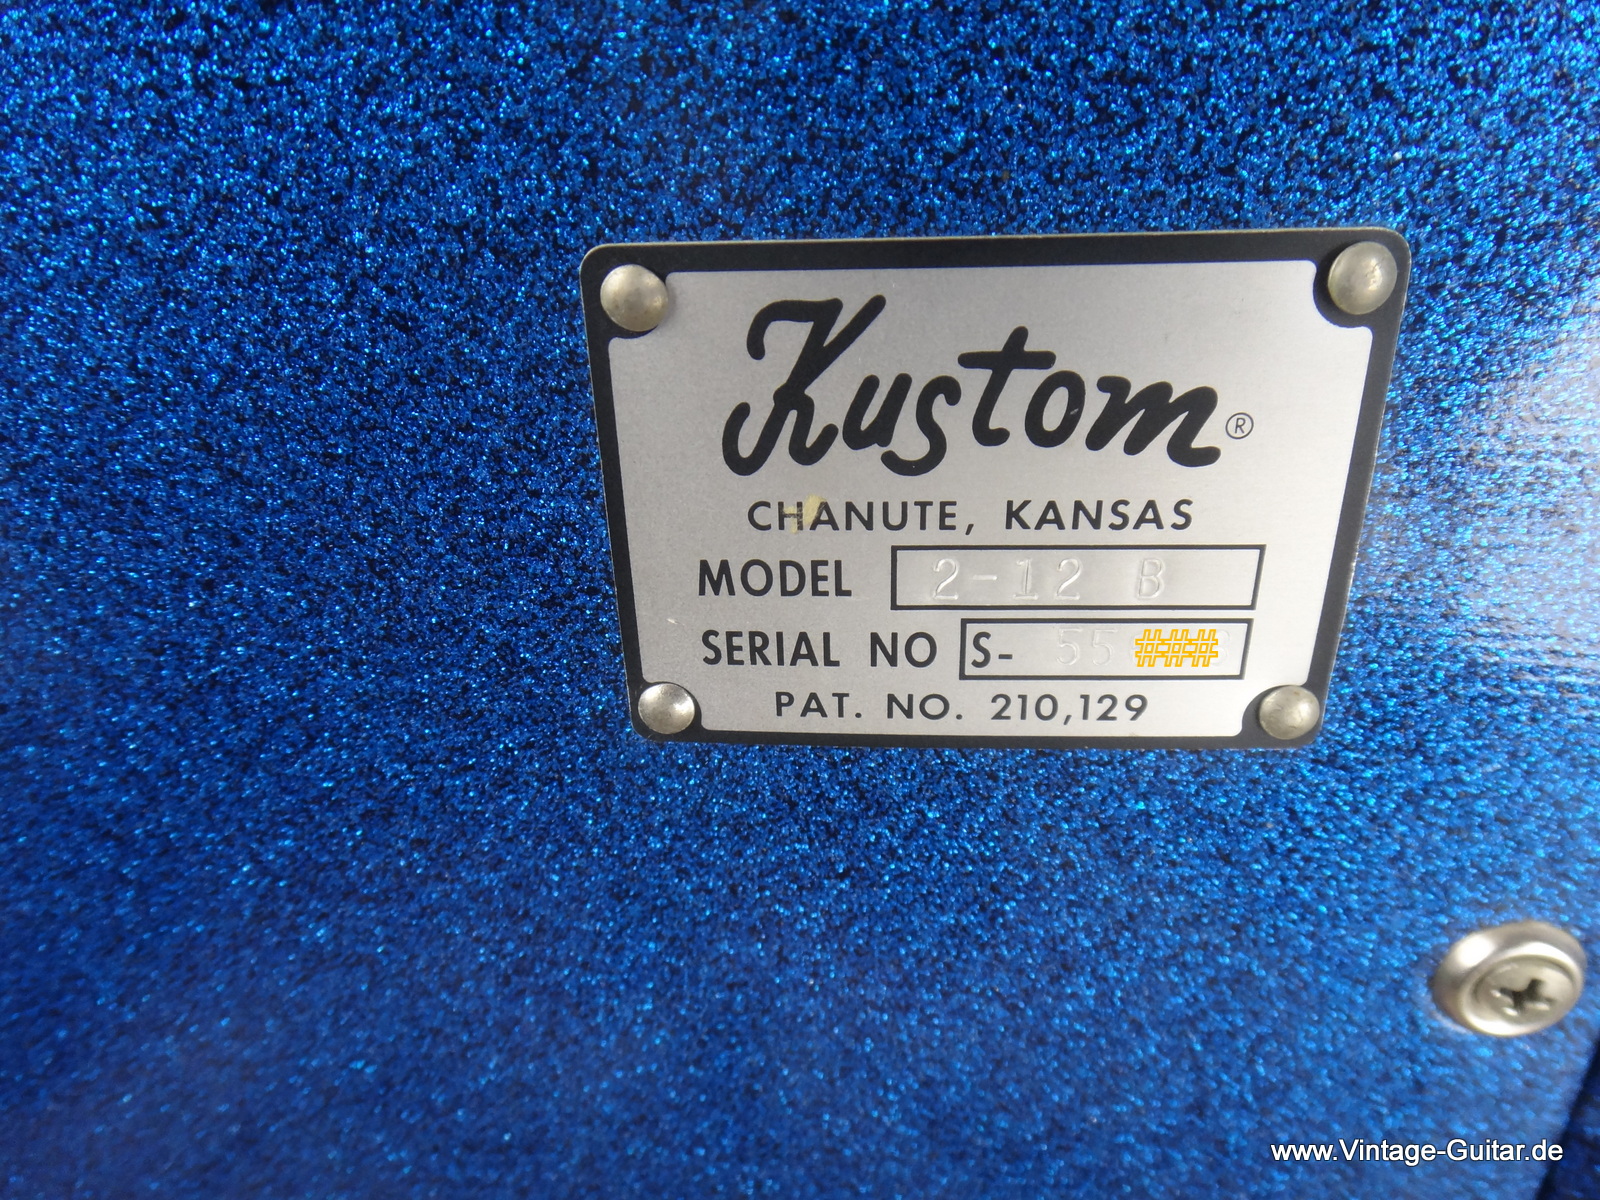 Kustom®
CHANUTE, KANSAS
MODEL 2-12 B
SERIAL NO S- 55
PAT. NO. 210,129
www.Vintage-Guitar.de